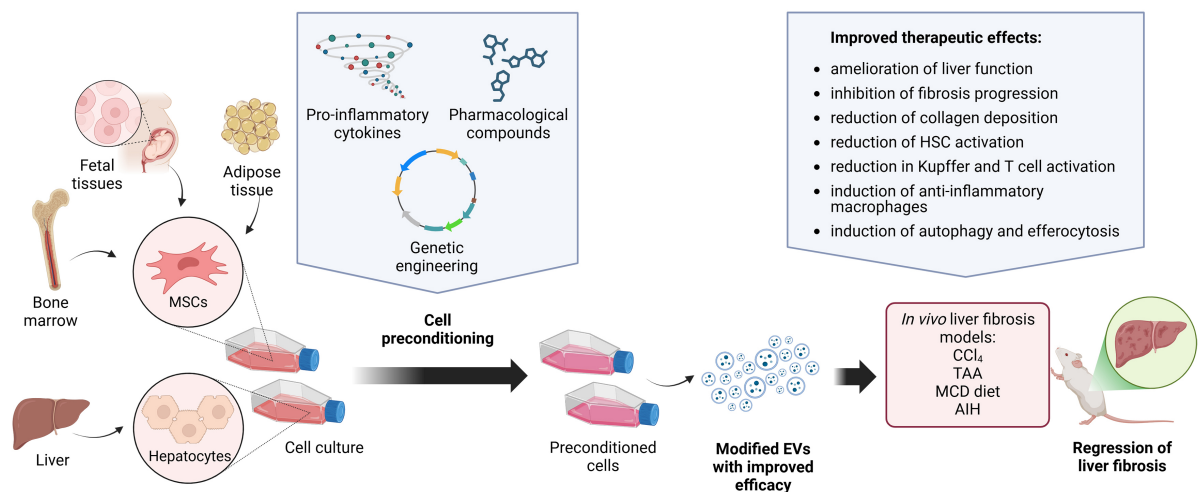 Fetal
tissues
Adipose
tissue
Bone
marrow
MSCs
Liver
Hepatocytes
Cell culture
Pro-inflammatory
cytokines
Pharmacological
compounds
Genetic
engineering
Cell
preconditioning
Preconditioned
cells
Modified EVs
with improved
efficacy
Improved therapeutic effects:
• amelioration of liver function
• inhibition of fibrosis progression
• reduction of collagen deposition
• reduction of HSC activation
• reduction in Kupffer and T cell activation
• induction of anti-inflammatory
macrophages
• induction of autophagy and efferocytosis
In vivo liver fibrosis
models:
CCl₄
TAA
MCD diet
AIH
Regression of
liver fibrosis